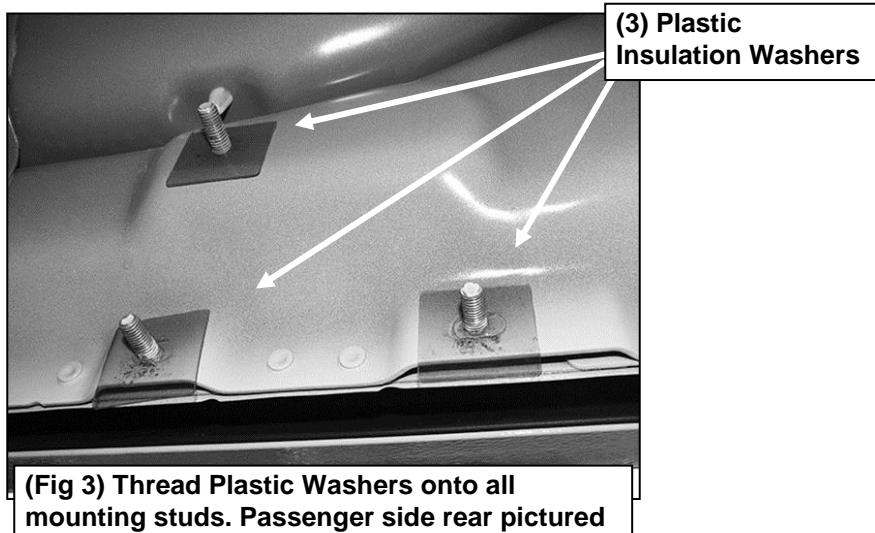 (3) Plastic
Insulation Washers
(Fig 3) Thread Plastic Washers onto all
mounting studs. Passenger side rear pictured